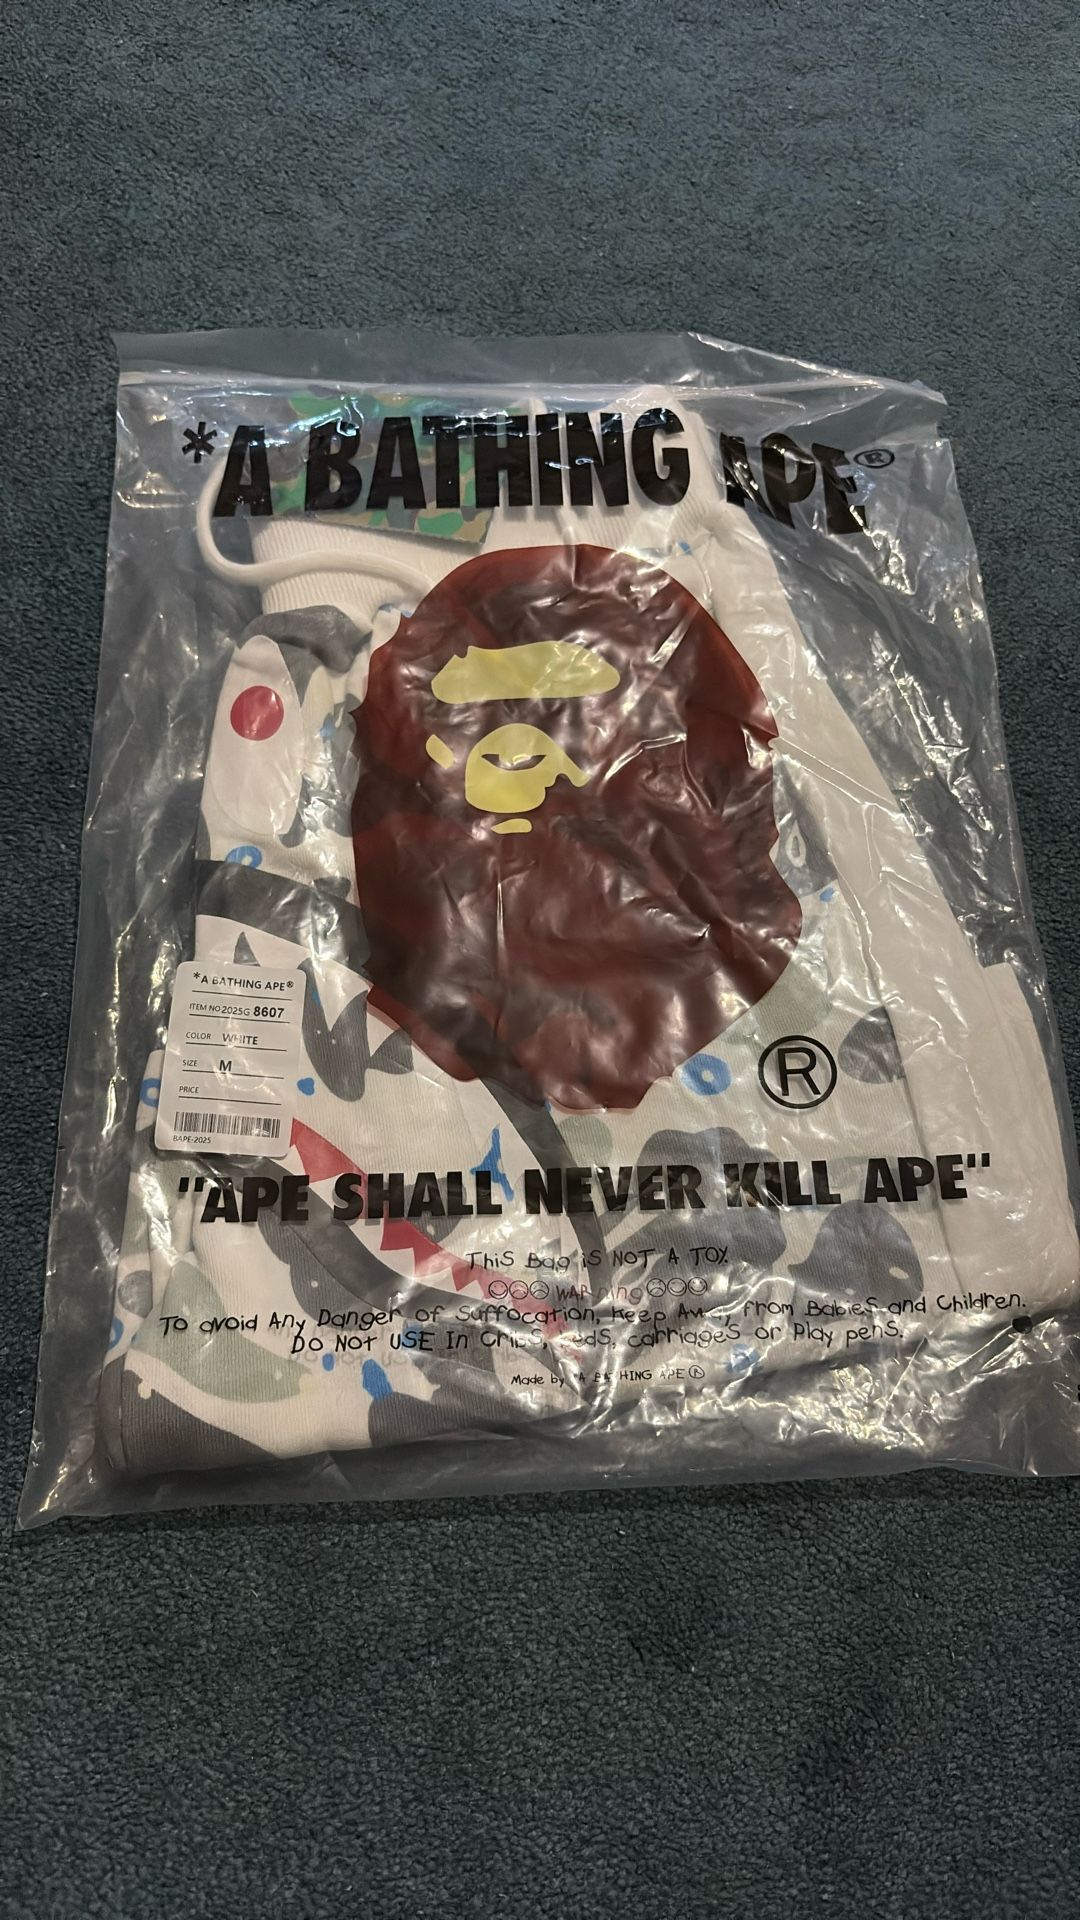 *A BATHING APE®
*A BATHING APE®
ITEM NO 2025G 8607
COLOR WHITE
SIZE M
PRICE
BAPE-2025
®
"APE SHALL NEVER KILL APE"
ThiS Bag iS NOT A TOY.
WARning
To avoid Any Danger of Suffocation, Keep Away From BabieS and Children.
Do NoT USE In CribS, bedS, carriageS or Play penS.
Made by *A BATHING APE®